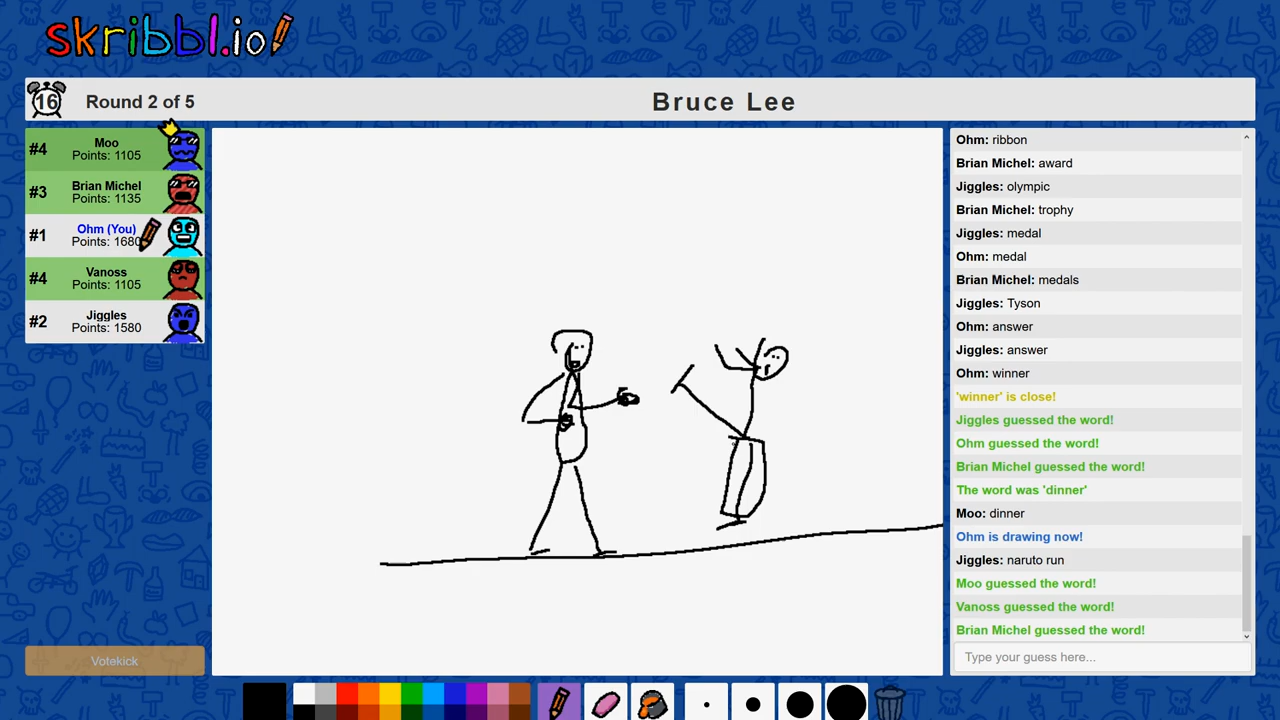 skribbl.io
16
Round 2 of 5
Bruce Lee
#4
Moo
Points: 1105
#3
Brian Michel
Points: 1135
#1
Ohm (You)
Points: 1680
#4
Vanoss
Points: 1105
#2
Jiggles
Points: 1580
Votekick
Ohm: ribbon
Brian Michel: award
Jiggles: olympic
Brian Michel: trophy
Jiggles: medal
Ohm: medal
Brian Michel: medals
Jiggles: Tyson
Ohm: answer
Jiggles: answer
Ohm: winner
'winner' is close!
Jiggles guessed the word!
Ohm guessed the word!
Brian Michel guessed the word!
The word was 'dinner'
Moo: dinner
Ohm is drawing now!
Jiggles: naruto run
Moo guessed the word!
Vanoss guessed the word!
Brian Michel guessed the word!
Type your guess here...